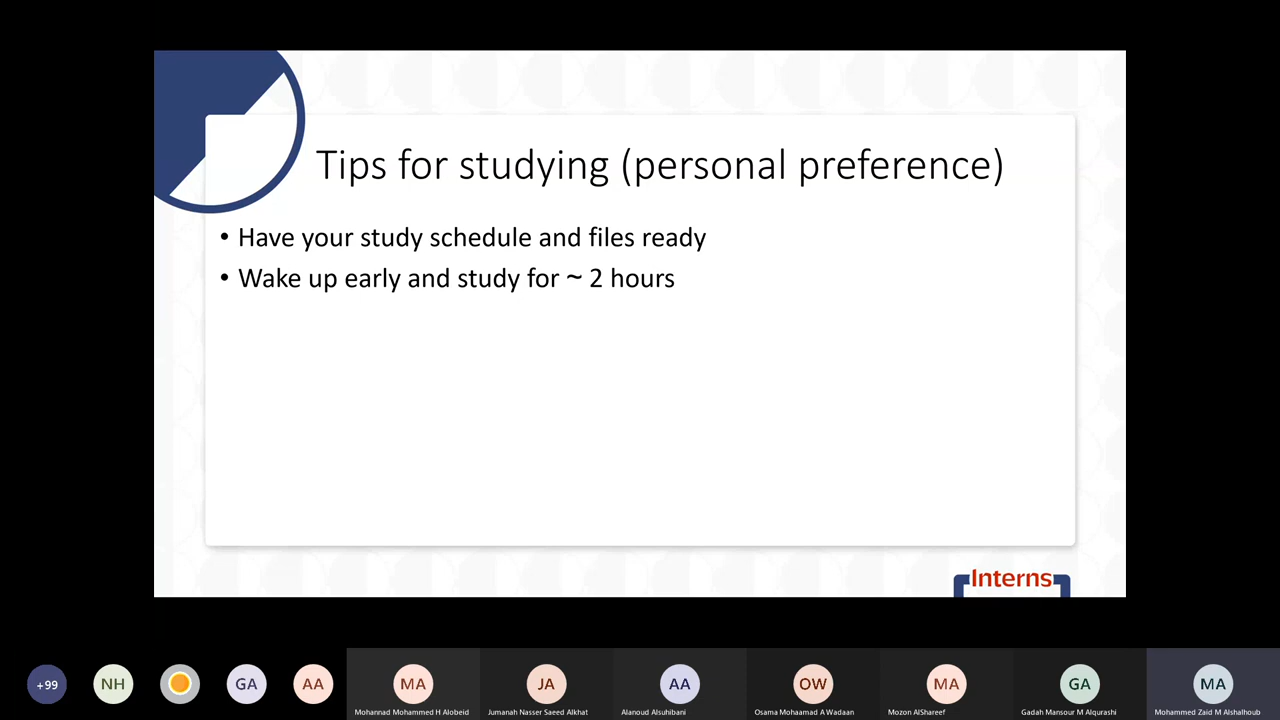 Tips for studying (personal preference)
• Have your study schedule and files ready
• Wake up early and study for ~ 2 hours
Interns
+99
NH
GA
AA
MA
JA
AA
OW
MA
GA
MA
Mohannad Mohammed H Alobeid
Jumanah Nasser Saeed Alkhat
Alanoud Alsuhibani
Osama Mohaamad A Wadaan
Mozon AlShareef
Gadah Mansour M Alqurashi
Mohammed Zaid M Alshalhoub